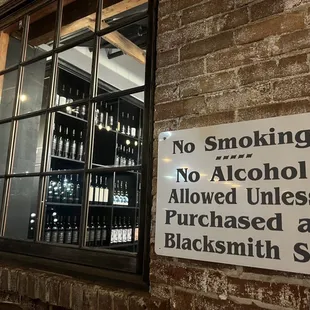 No Smoking
No Alcohol
Allowed Unless
Purchased a
Blacksmith S